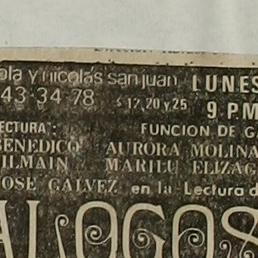 ola y nicolas san juan LUNES
43-34-78 $ 12,20 y 25 9 P.M
ECTURA: FUNCION DE GA
BENEDICO AURORA MOLINA
ILMAIN MARILU ELIZAG
JOSE GALVEZ en la Lectura d
ALOGOS